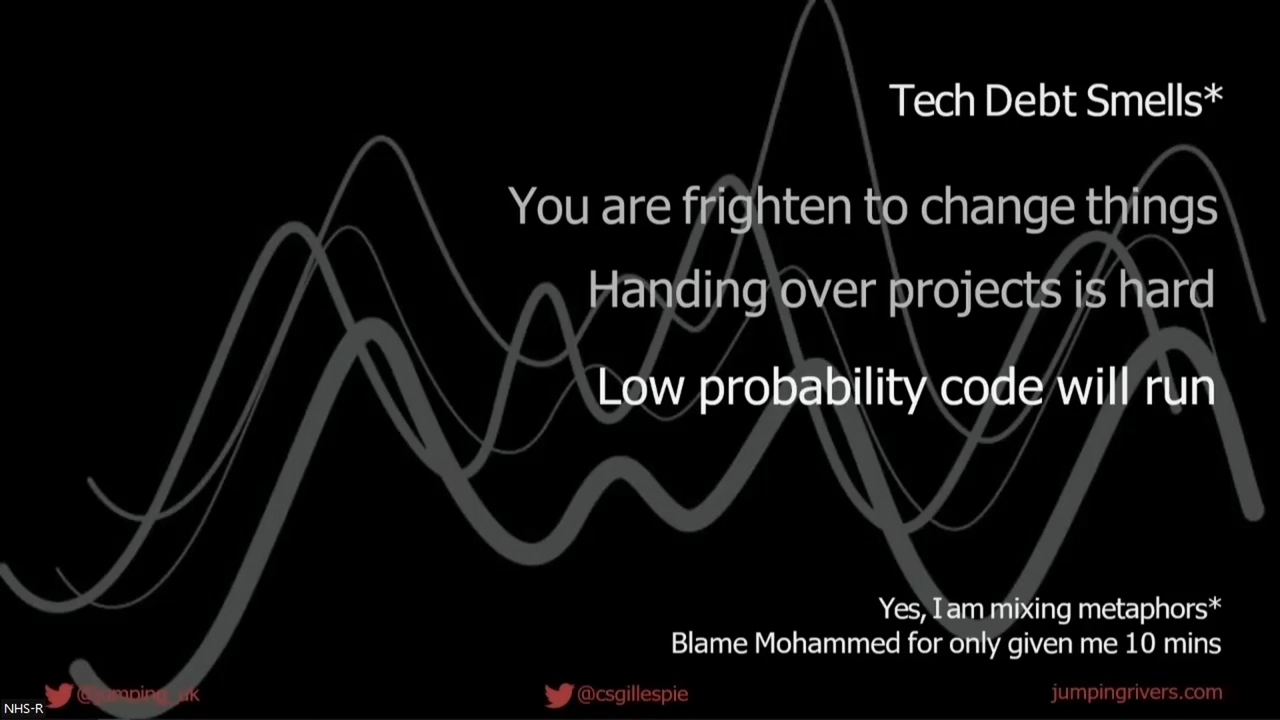 Tech Debt Smells*
You are frighten to change things
Handing over projects is hard
Low probability code will run
Yes, I am mixing metaphors*
Blame Mohammed for only given me 10 mins
@jumping_uk
@csgillespie
jumpingrivers.com
NHS-R